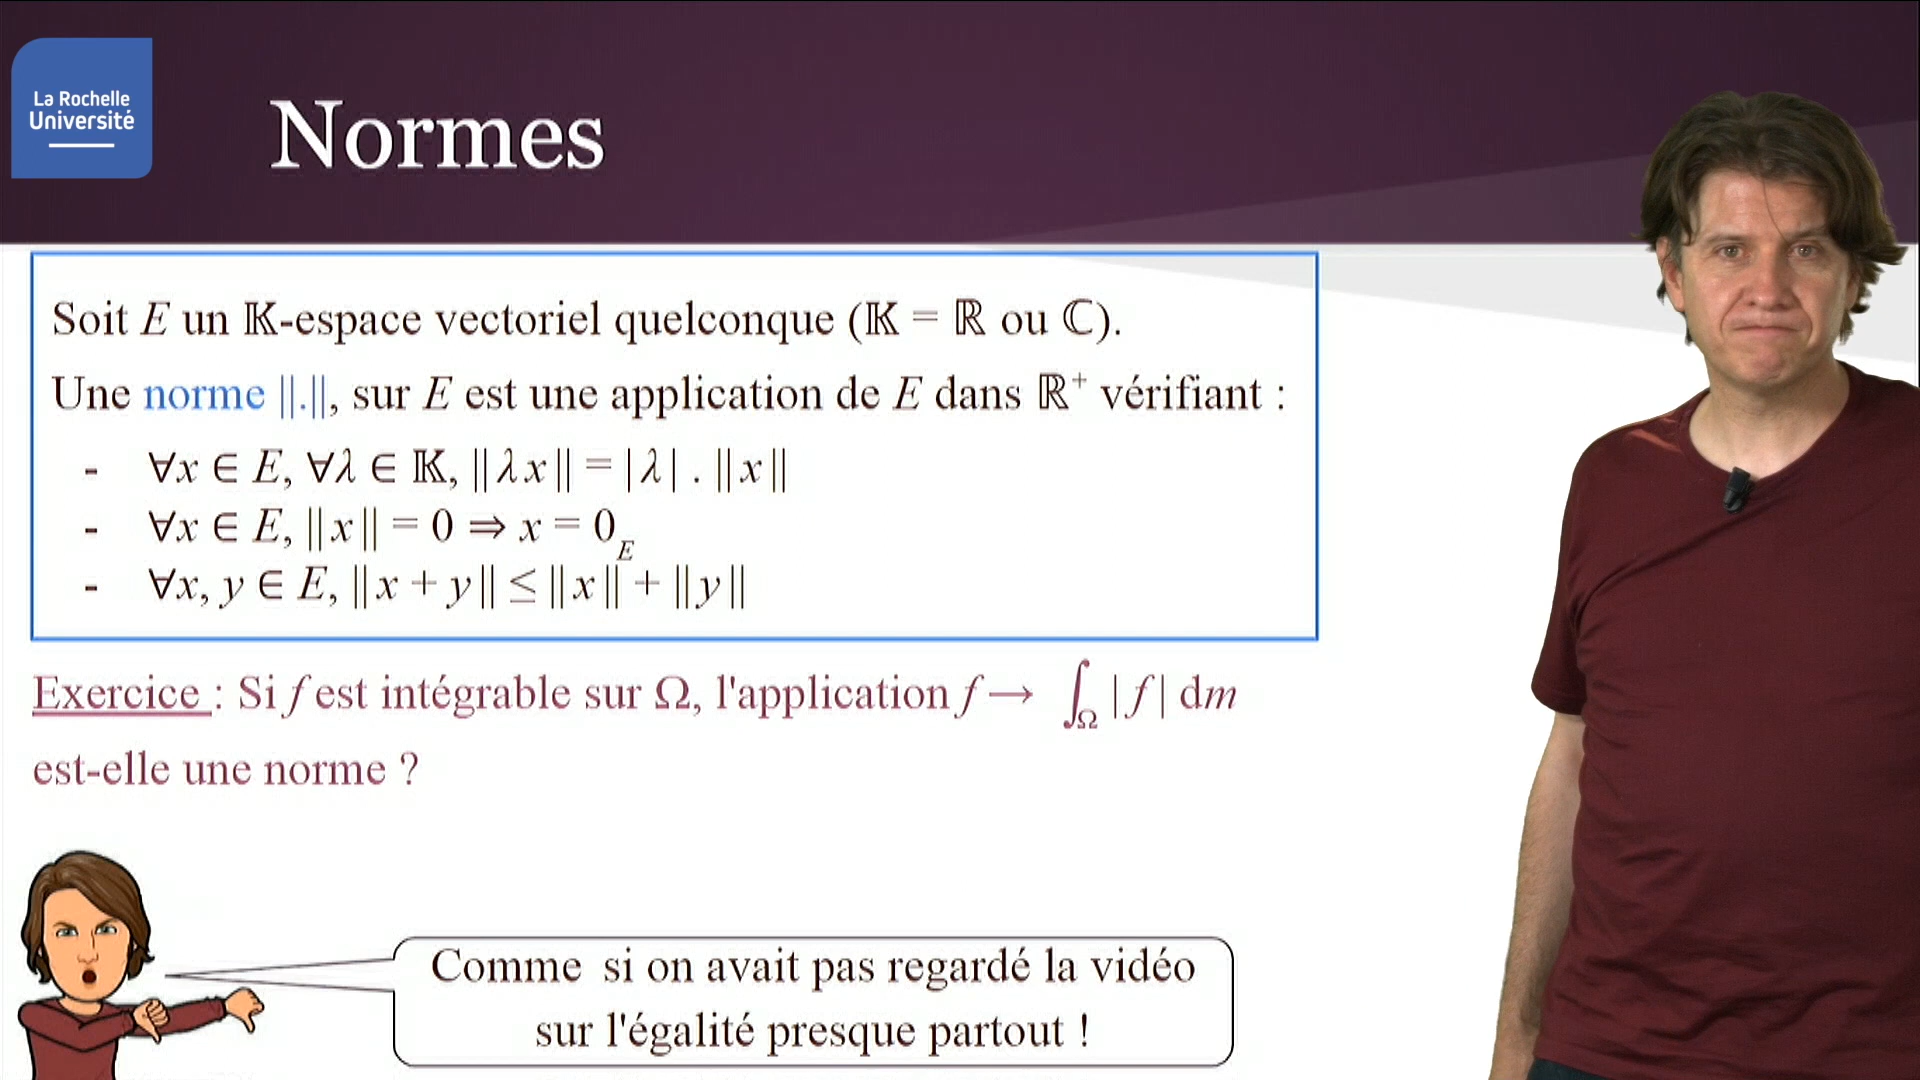 La Rochelle
Université
Normes
Soit E un 𝕂-espace vectoriel quelconque (𝕂 = ℝ ou ℂ).
Une norme ||.||, sur E est une application de E dans ℝ⁺ vérifiant :
- ∀x ∈ E, ∀λ ∈ 𝕂, ||λx|| = |λ| . ||x||
- ∀x ∈ E, ||x|| = 0 ⇒ x = 0_E
- ∀x, y ∈ E, ||x + y|| ≤ ||x|| + ||y||
Exercice : Si f est intégrable sur Ω, l'application f → ∫_Ω |f| dm
est-elle une norme ?
Comme si on avait pas regardé la vidéo
sur l'égalité presque partout !